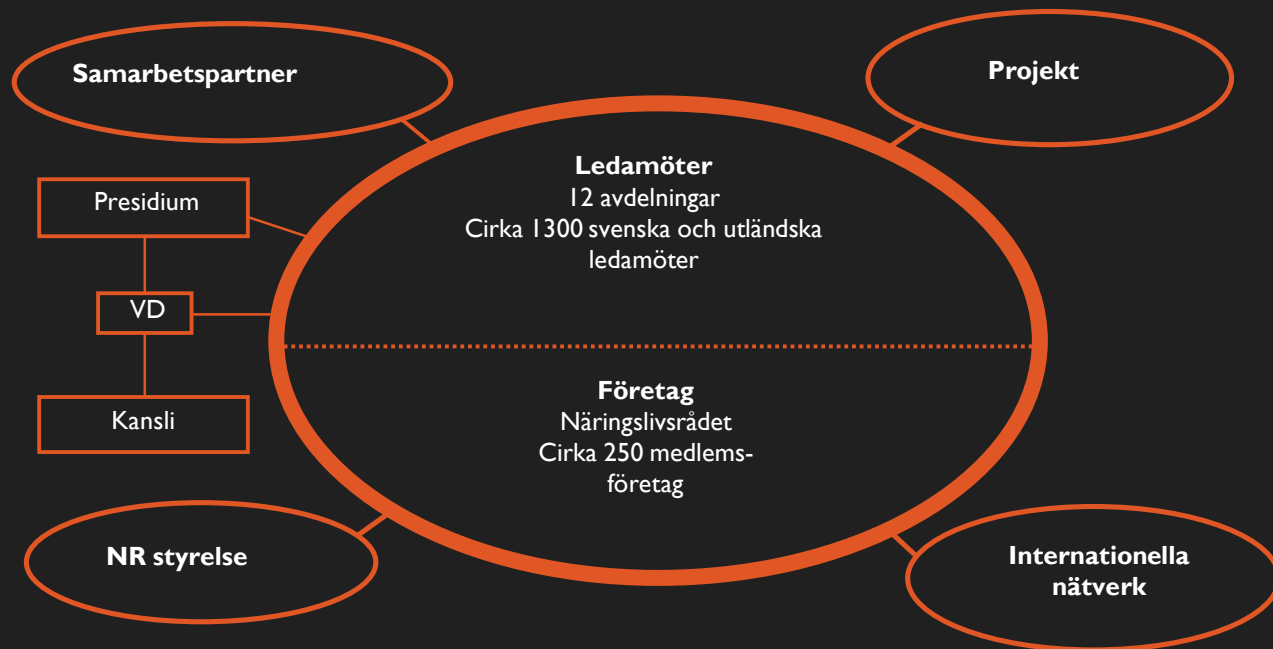 Samarbetspartner
Projekt
Ledamöter
12 avdelningar
Cirka 1300 svenska och utländska
ledamöter
Presidium
VD
Kansli
Företag
Näringslivsrådet
Cirka 250 medlems-
företag
NR styrelse
Internationella
nätverk